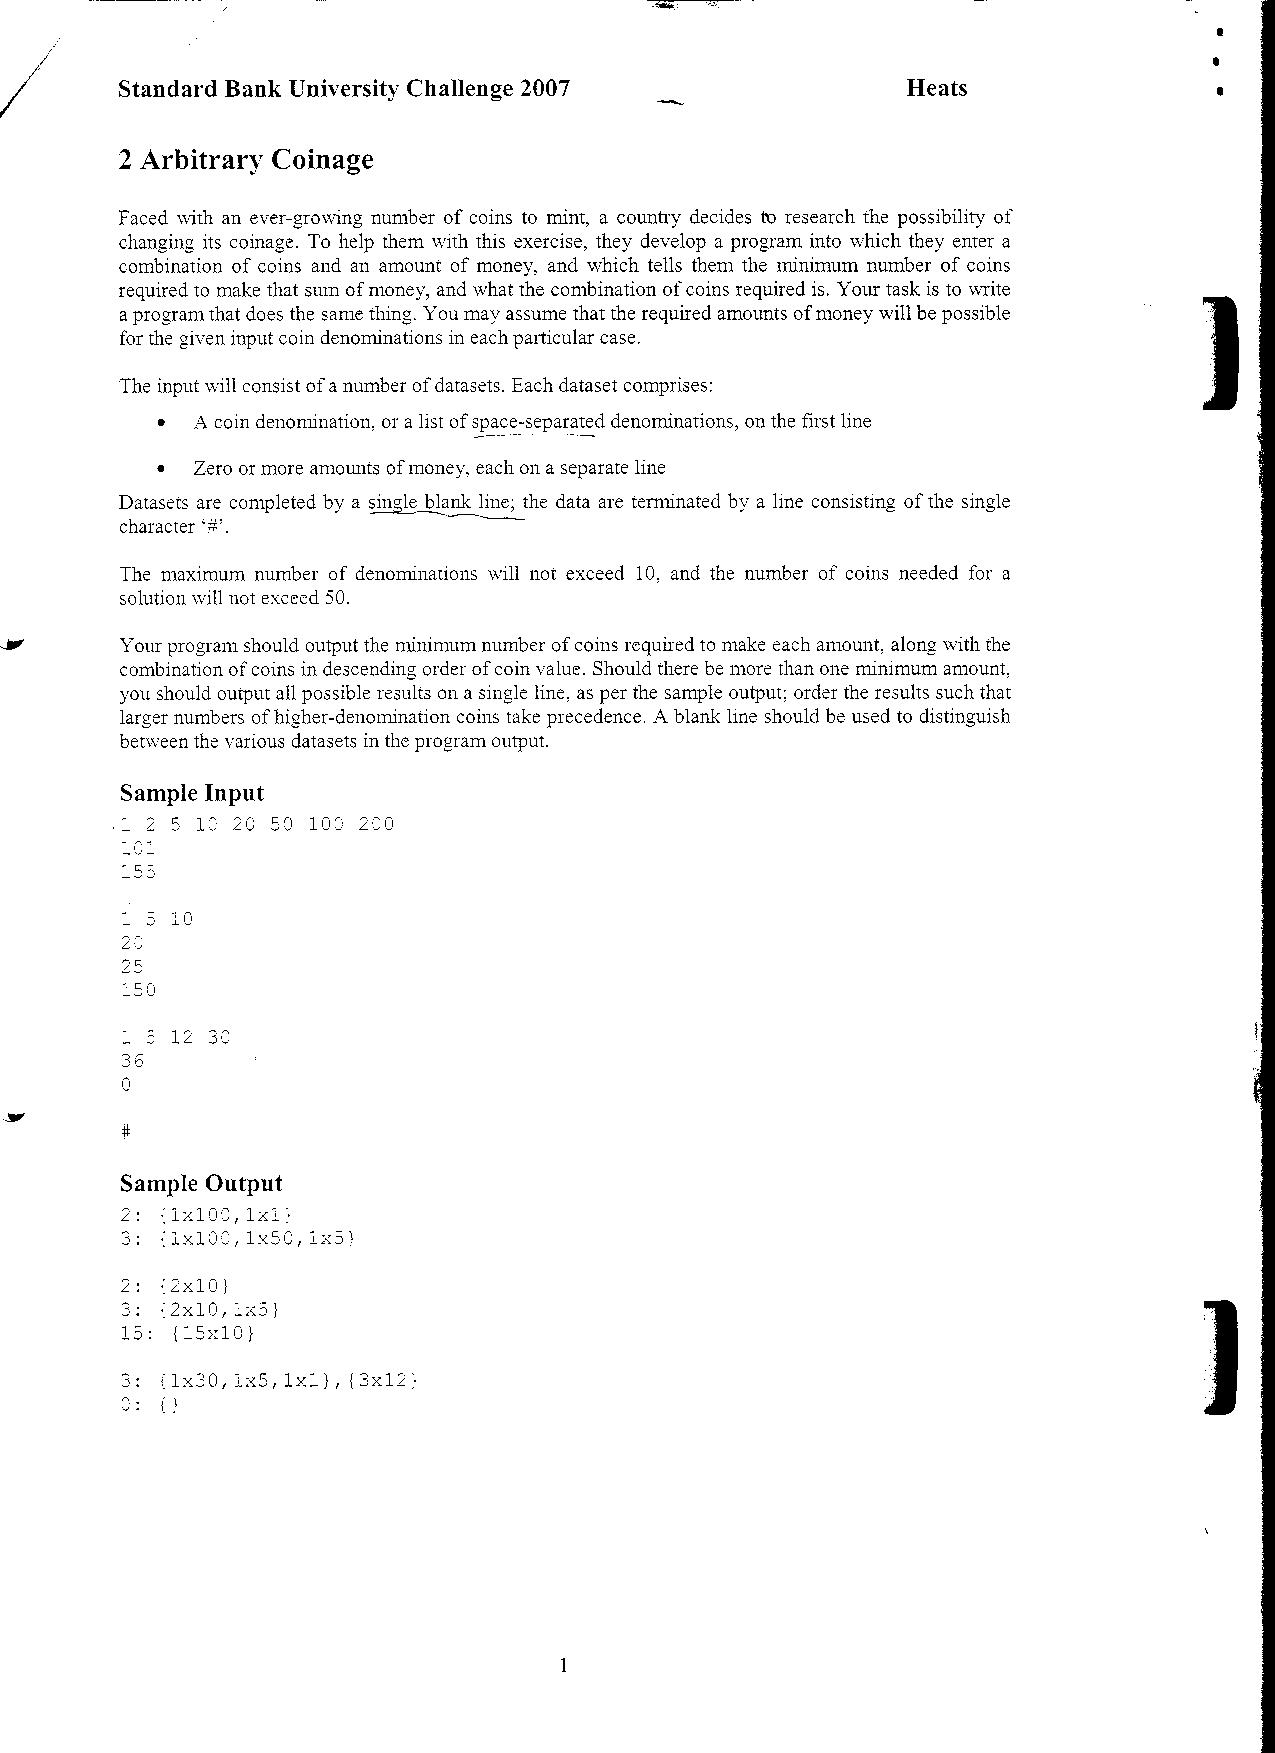 Standard Bank University Challenge 2007 Heats
2 Arbitrary Coinage
Faced with an ever-growing number of coins to mint, a country decides to research the possibility of
changing its coinage. To help them with this exercise, they develop a program into which they enter a
combination of coins and an amount of money, and which tells them the minimum number of coins
required to make that sum of money, and what the combination of coins required is. Your task is to write
a program that does the same thing. You may assume that the required amounts of money will be possible
for the given input coin denominations in each particular case.
The input will consist of a number of datasets. Each dataset comprises:
• A coin denomination, or a list of space-separated denominations, on the first line
• Zero or more amounts of money, each on a separate line
Datasets are completed by a single blank line; the data are terminated by a line consisting of the single
character ‘#’.
The maximum number of denominations will not exceed 10, and the number of coins needed for a
solution will not exceed 50.
Your program should output the minimum number of coins required to make each amount, along with the
combination of coins in descending order of coin value. Should there be more than one minimum amount,
you should output all possible results on a single line, as per the sample output; order the results such that
larger numbers of higher-denomination coins take precedence. A blank line should be used to distinguish
between the various datasets in the program output.
Sample Input
1 2 5 10 20 50 100 200
101
155
1 5 10
20
25
150
1 5 12 30
36
0
#
Sample Output
2: {1x100,1x1}
3: {1x100,1x50,1x5}
2: {2x10}
3: {2x10,1x5}
15: {15x10}
3: {1x30,1x5,1x1},{3x12}
0: {}
1